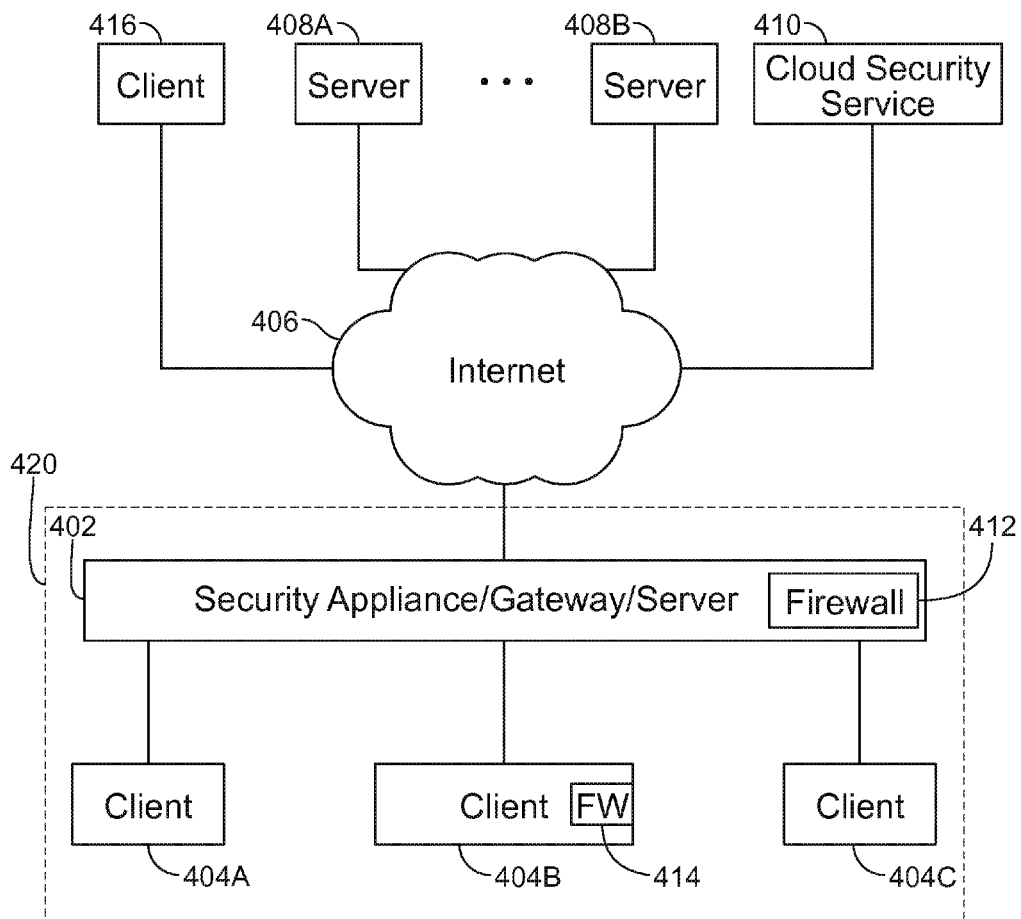 416
408A
408B
410
Client
Server
• • •
Server
Cloud Security
Service
406
Internet
420
402
412
Security Appliance/Gateway/Server
Firewall
Client
Client
FW
Client
404A
404B
414
404C